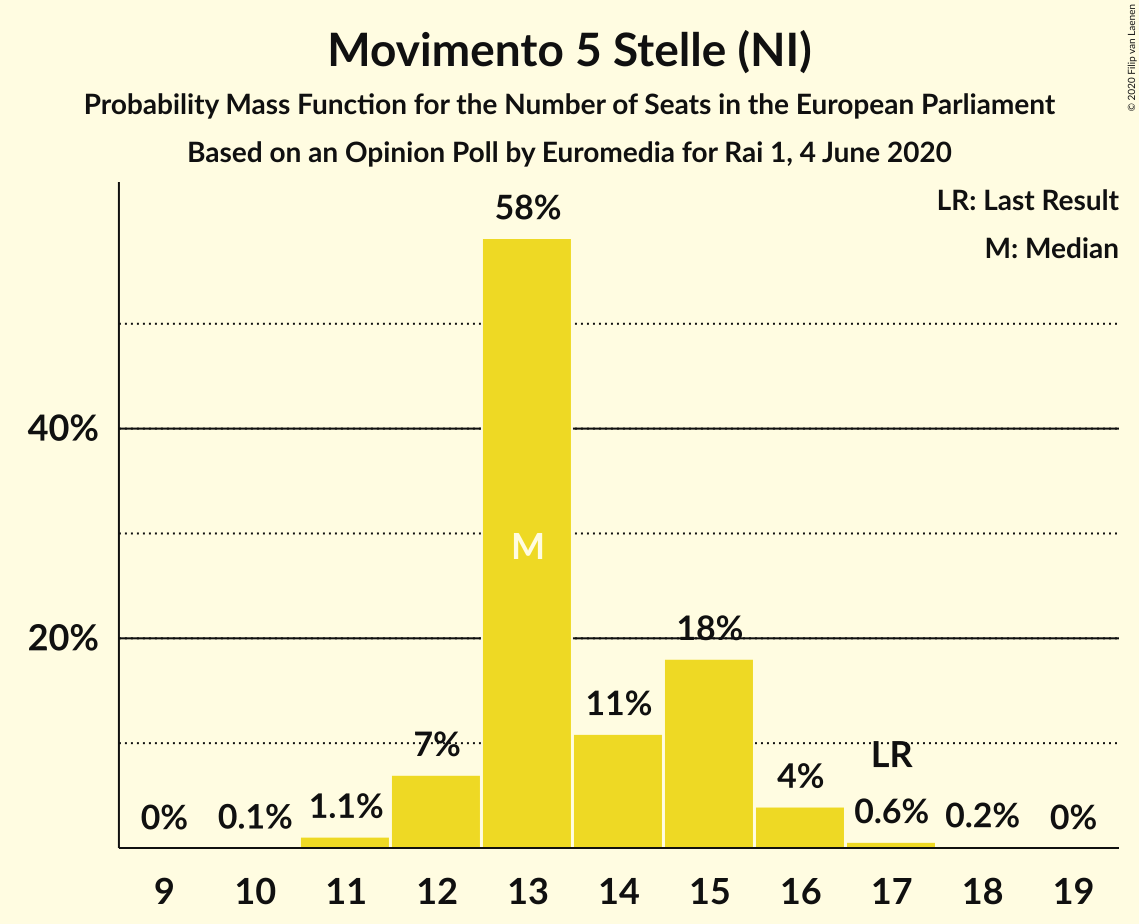 Movimento 5 Stelle (NI)
Probability Mass Function for the Number of Seats in the European Parliament
Based on an Opinion Poll by Euromedia for Rai 1, 4 June 2020
© 2020 Filip van Laenen
LR: Last Result
M: Median
40%
20%
0%
0.1%
1.1%
7%
58%
M
11%
18%
4%
LR
0.6%
0.2%
0%
9 10 11 12 13 14 15 16 17 18 19